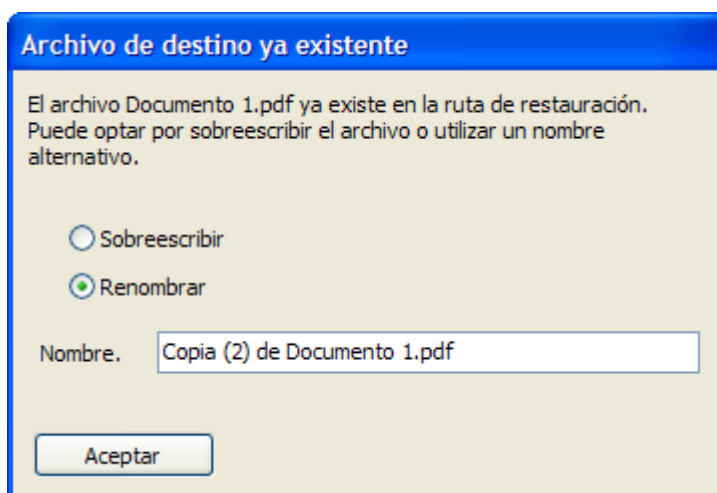 Archivo de destino ya existente
El archivo Documento 1.pdf ya existe en la ruta de restauración.
Puede optar por sobreescribir el archivo o utilizar un nombre
alternativo.
Sobreescribir
Renombrar
Nombre. Copia (2) de Documento 1.pdf
Aceptar